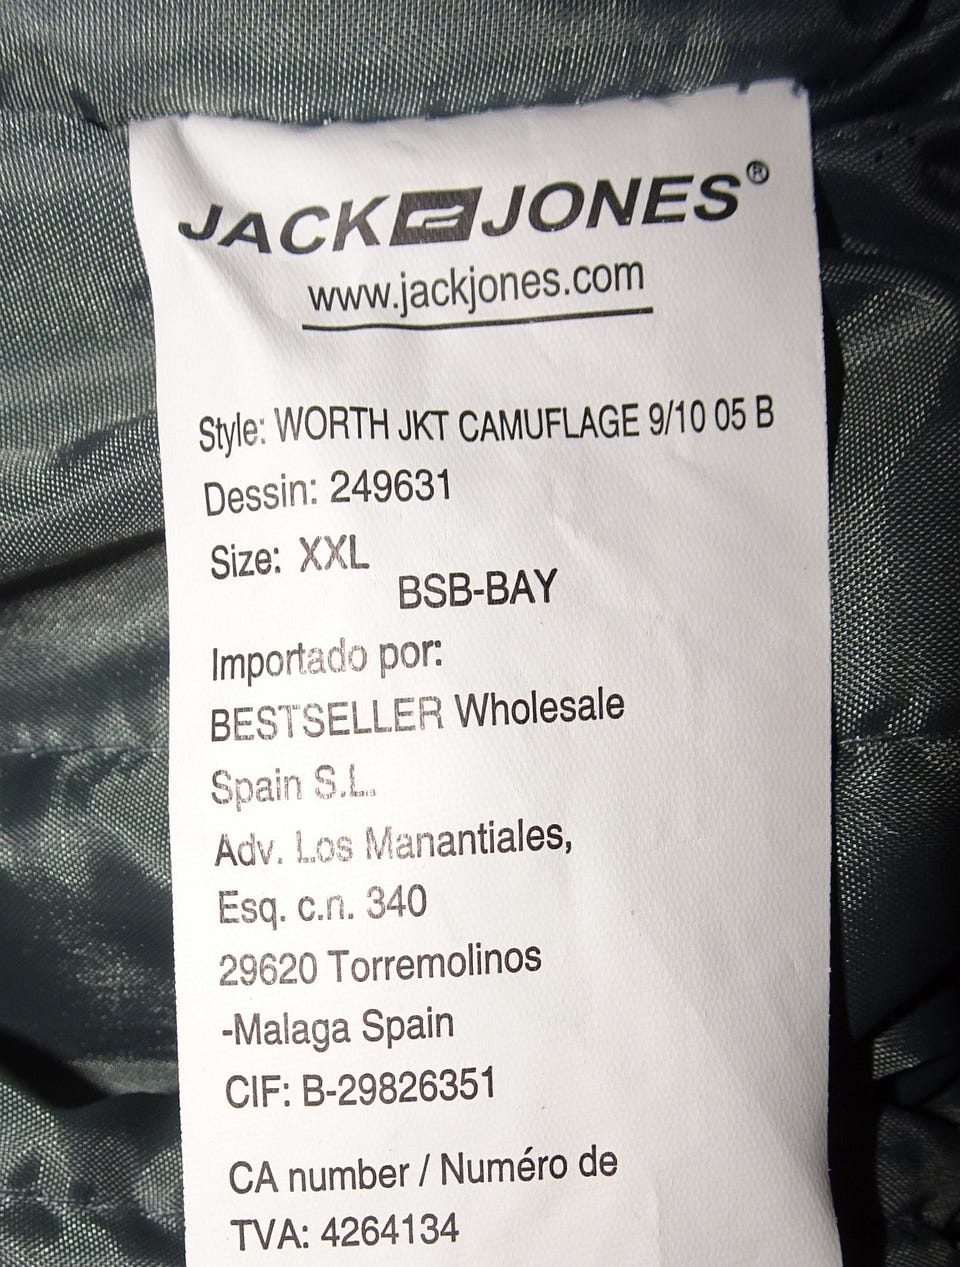 JACK JONES®
www.jackjones.com
Style: WORTH JKT CAMUFLAGE 9/10 05 B
Dessin: 249631
Size: XXL
BSB-BAY
Importado por:
BESTSELLER Wholesale
Spain S.L.
Adv. Los Manantiales,
Esq. c.n. 340
29620 Torremolinos
-Malaga Spain
CIF: B-29826351
CA number / Numéro de
TVA: 4264134